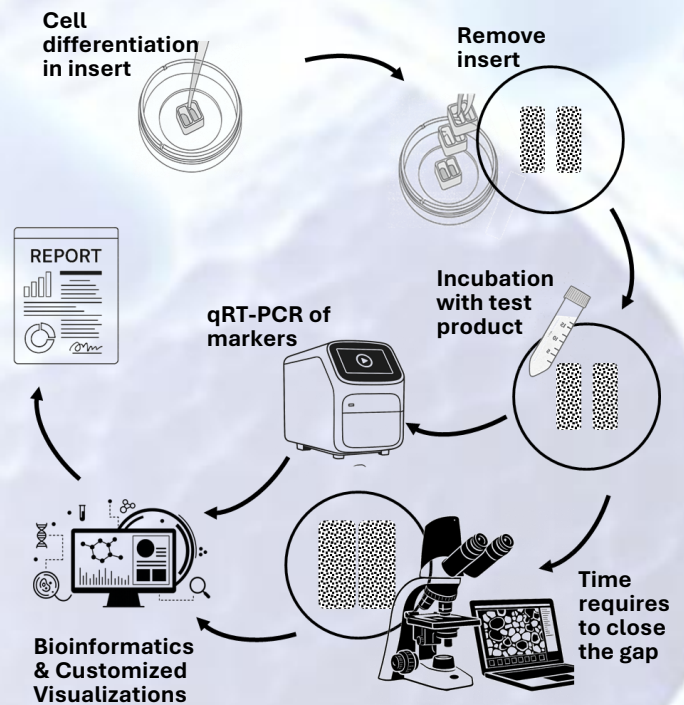 Cell
differentiation
in insert
Remove
insert
Incubation
with test
product
qRT-PCR of
markers
REPORT
Time
requires
to close
the gap
Bioinformatics
& Customized
Visualizations